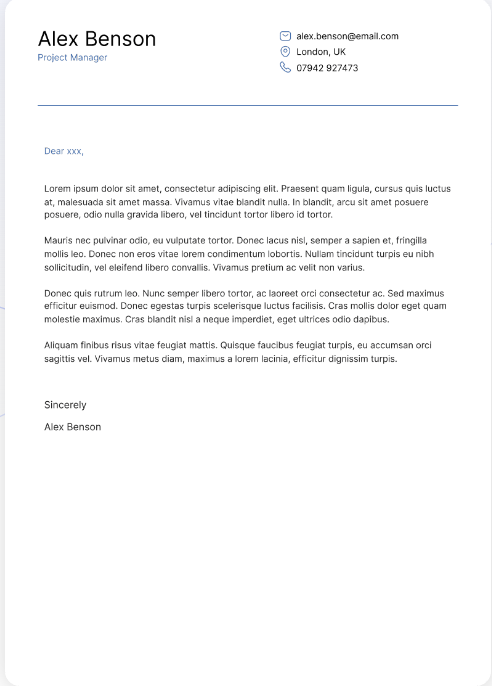 Alex Benson
Project Manager
alex.benson@email.com
London, UK
07942 927473
Dear xxx,
Lorem ipsum dolor sit amet, consectetur adipiscing elit. Praesent quam ligula, cursus quis luctus
at, malesuada sit amet massa. Vivamus vitae blandit nulla. In blandit, arcu sit amet posuere
posuere, odio nulla gravida libero, vel tincidunt tortor libero id tortor.
Mauris nec pulvinar odio, eu vulputate tortor. Donec lacus nisl, semper a sapien et, fringilla
mollis leo. Donec non eros vitae lorem condimentum lobortis. Nullam tincidunt turpis eu nibh
sollicitudin, vel eleifend libero convallis. Vivamus pretium ac velit non varius.
Donec quis rutrum leo. Nunc semper libero tortor, ac laoreet orci consectetur ac. Sed maximus
efficitur euismod. Donec egestas turpis scelerisque luctus facilisis. Cras mollis dolor eget quam
molestie maximus. Cras blandit nisl a neque imperdiet, eget ultrices odio dapibus.
Aliquam finibus risus vitae feugiat mattis. Quisque faucibus feugiat turpis, eu accumsan orci
sagittis vel. Vivamus metus diam, maximus a lorem lacinia, efficitur dignissim turpis.
Sincerely
Alex Benson